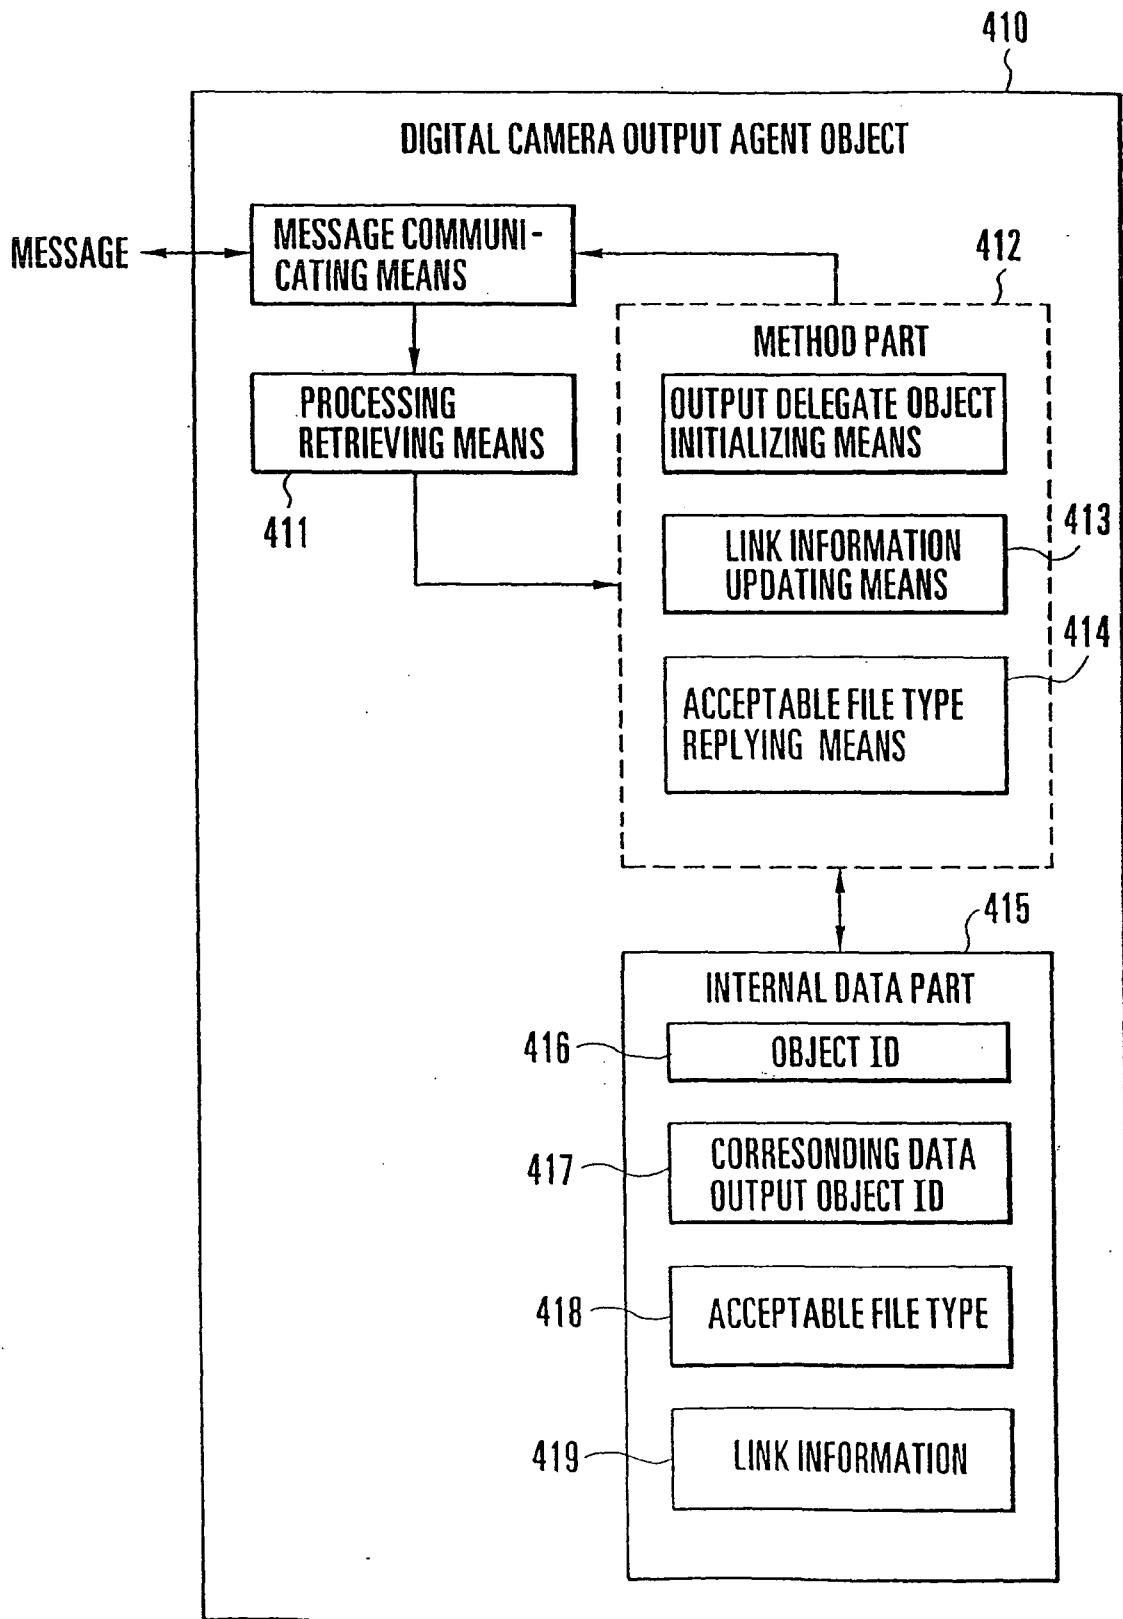 410
DIGITAL CAMERA OUTPUT AGENT OBJECT
MESSAGE
MESSAGE COMMUNI-
CATING MEANS
412
METHOD PART
PROCESSING
RETRIEVING MEANS
411
OUTPUT DELEGATE OBJECT
INITIALIZING MEANS
413
LINK INFORMATION
UPDATING MEANS
414
ACCEPTABLE FILE TYPE
REPLYING MEANS
415
INTERNAL DATA PART
416
OBJECT ID
417
CORRESONDING DATA
OUTPUT OBJECT ID
418
ACCEPTABLE FILE TYPE
419
LINK INFORMATION